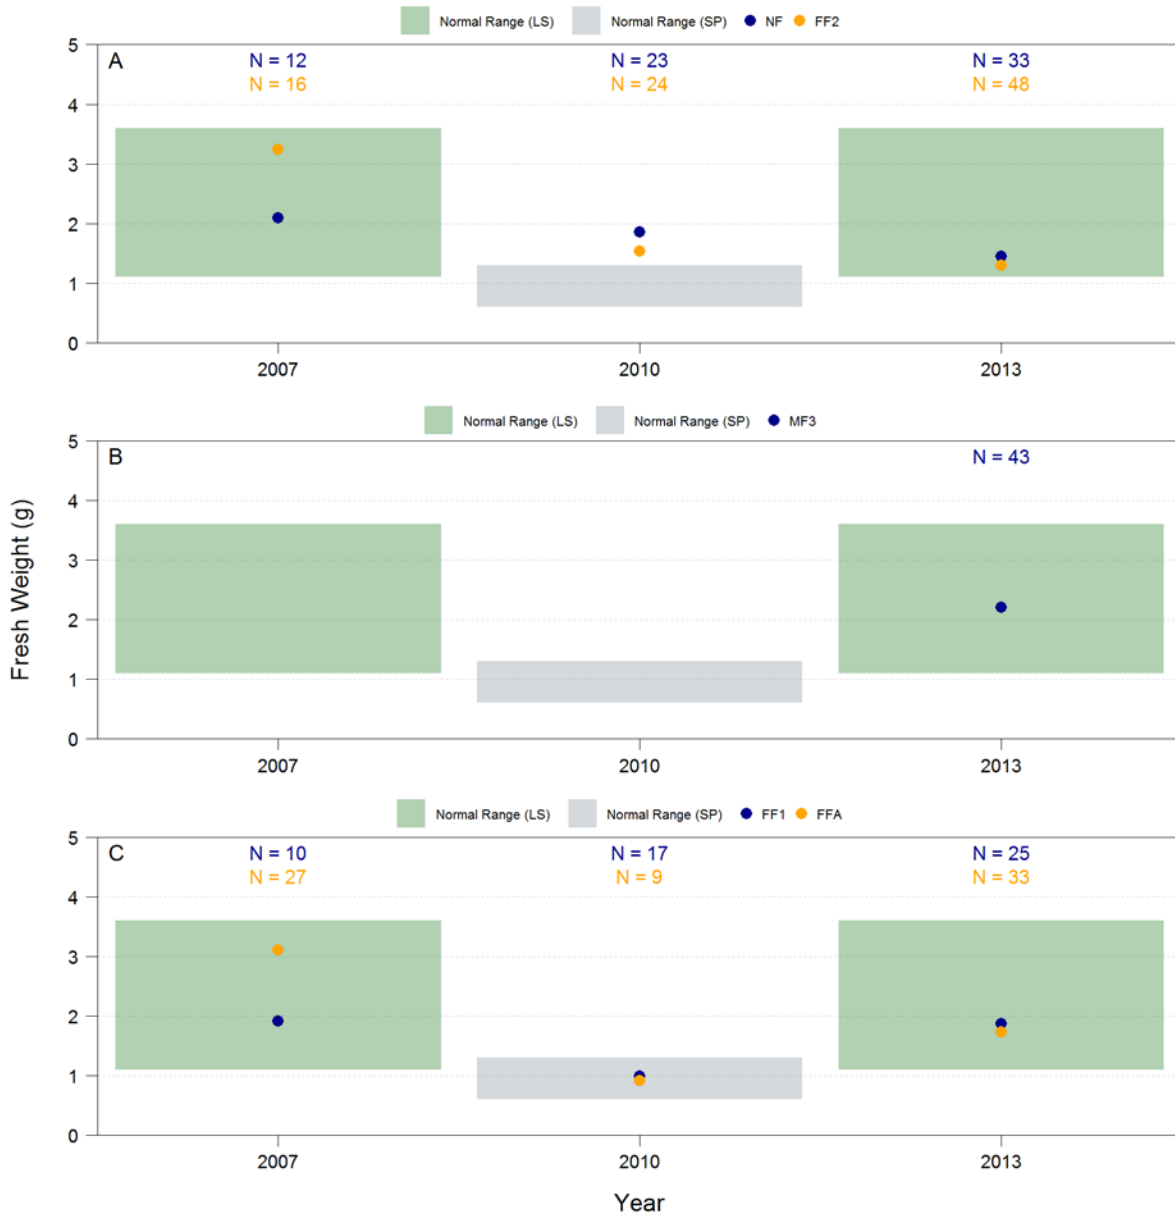 Normal Range (LS) Normal Range (SP) NF FF2
A N = 12 N = 23 N = 33
N = 16 N = 24 N = 48
5
4
3
2
1
0
2007 2010 2013
Normal Range (LS) Normal Range (SP) MF3
B N = 43
5
4
3
2
1
0
2007 2010 2013
Fresh Weight (g)
Normal Range (LS) Normal Range (SP) FF1 FFA
C N = 10 N = 17 N = 25
N = 27 N = 9 N = 33
5
4
3
2
1
0
2007 2010 2013
Year